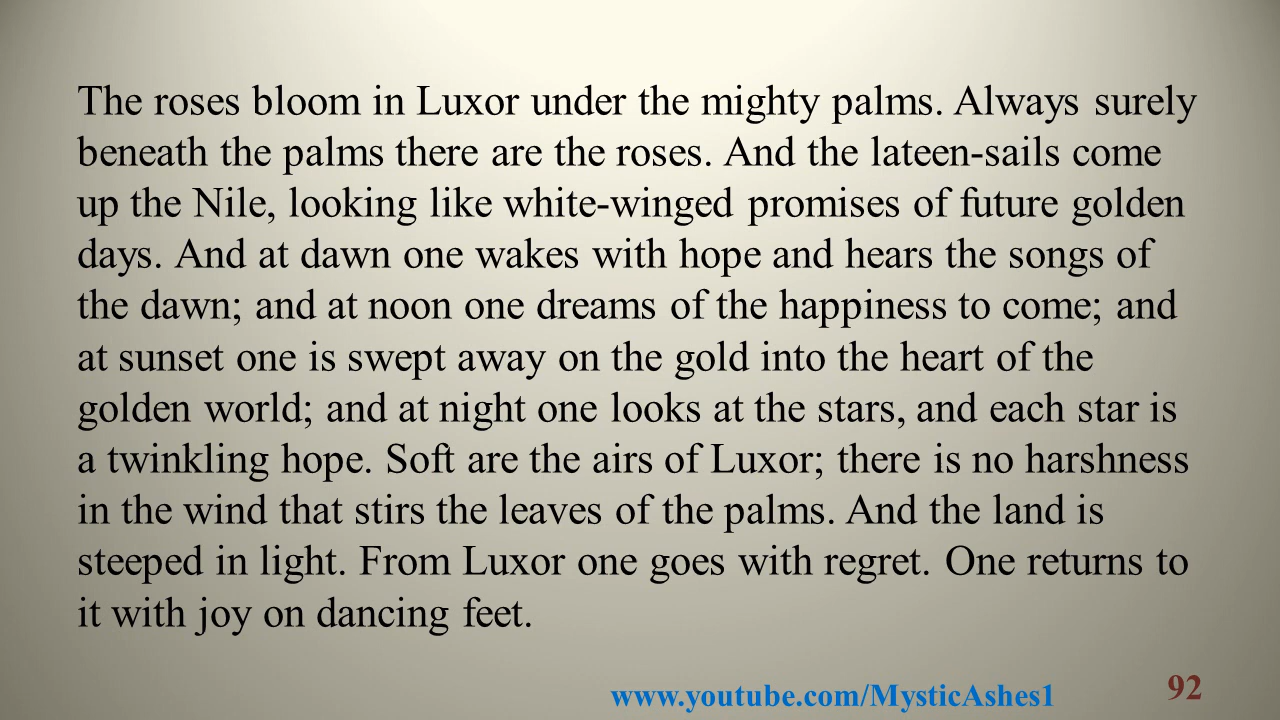 The roses bloom in Luxor under the mighty palms. Always surely
beneath the palms there are the roses. And the lateen-sails come
up the Nile, looking like white-winged promises of future golden
days. And at dawn one wakes with hope and hears the songs of
the dawn; and at noon one dreams of the happiness to come; and
at sunset one is swept away on the gold into the heart of the
golden world; and at night one looks at the stars, and each star is
a twinkling hope. Soft are the airs of Luxor; there is no harshness
in the wind that stirs the leaves of the palms. And the land is
steeped in light. From Luxor one goes with regret. One returns to
it with joy on dancing feet.
www.youtube.com/MysticAshes1
92